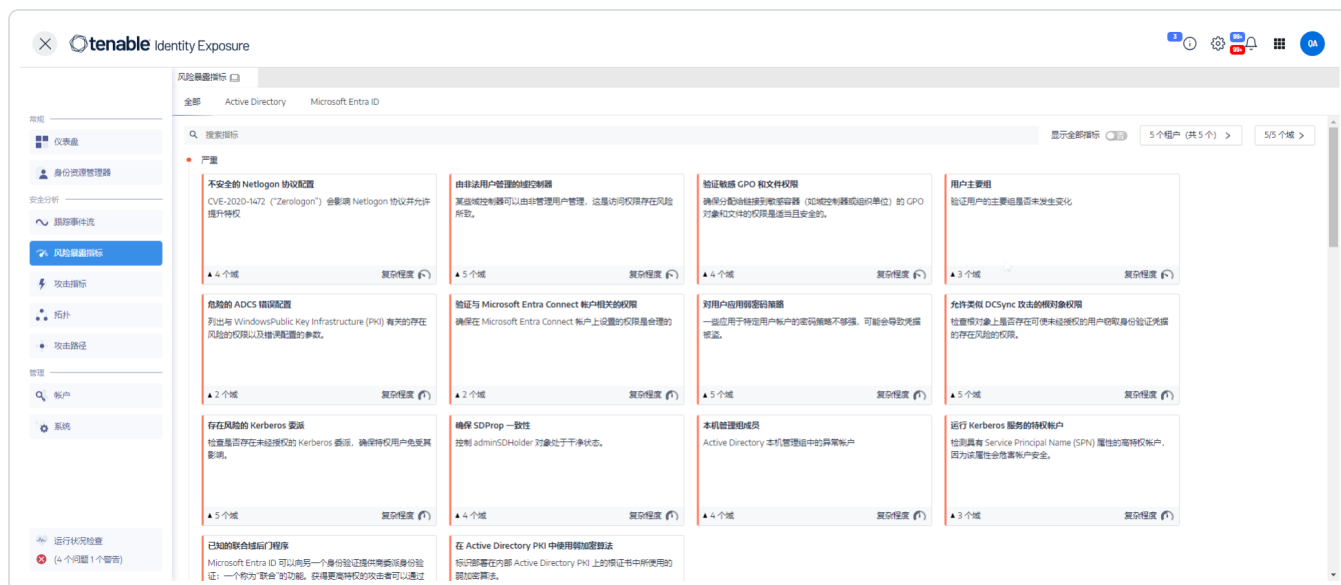 tenable Identity Exposure
3
99+
99+
QA
风险暴露指标
全部 Active Directory Microsoft Entra ID
常规
仪表盘
身份资源管理器
安全分析
跟踪事件流
风险暴露指标
攻击指标
拓扑
攻击路径
管理
帐户
系统
运行状况检查
(4 个问题 1 个警告)
搜索指标
显示全部指标 否
5 个租户（共 5 个） >
5/5 个域 >
严重
不安全的 Netlogon 协议配置
CVE-2020-1472（“Zerologon”）会影响 Netlogon 协议并允许
提升特权
4 个域 复杂程度
由非法用户管理的域控制器
某些域控制器可以由非管理用户管理，这是访问权限存在风险
所致。
5 个域 复杂程度
验证敏感 GPO 和文件权限
确保分配给链接到敏感容器（如域控制器或组织单位）的 GPO
对象和文件的权限是适当且安全的。
4 个域 复杂程度
用户主要组
验证用户的主要组是否未发生变化
3 个域 复杂程度
危险的 ADCS 错误配置
列出与 WindowsPublic Key Infrastructure (PKI) 有关的存在
风险的权限以及错误配置的参数。
2 个域 复杂程度
验证与 Microsoft Entra Connect 帐户相关的权限
确保在 Microsoft Entra Connect 帐户上设置的权限是合理的
2 个域 复杂程度
对用户应用弱密码策略
一些应用于特定用户帐户的密码策略不够强，可能会导致凭据
被盗。
5 个域 复杂程度
允许类似 DCSync 攻击的根对象权限
检查根对象上是否存在可使未经授权的用户窃取身份验证凭据
的存在风险的权限。
5 个域 复杂程度
存在风险的 Kerberos 委派
检查是否存在未经授权的 Kerberos 委派，确保特权用户免受其
影响。
5 个域 复杂程度
确保 SDProp 一致性
控制 adminSDHolder 对象处于干净状态。
4 个域 复杂程度
本机管理组成员
Active Directory 本机管理组中的异常帐户
4 个域 复杂程度
运行 Kerberos 服务的特权帐户
检测具有 Service Principal Name (SPN) 属性的高特权帐户，
因为该属性会危害帐户安全。
3 个域 复杂程度
已知的联合域后门程序
Microsoft Entra ID 可以向另一个身份验证提供商委派身份验
证；一个称为“联合”的功能。获得更高特权的攻击者可以通过
在 Active Directory PKI 中使用弱加密算法
标识部署在内部 Active Directory PKI 上的根证书中所使用的
弱加密算法。